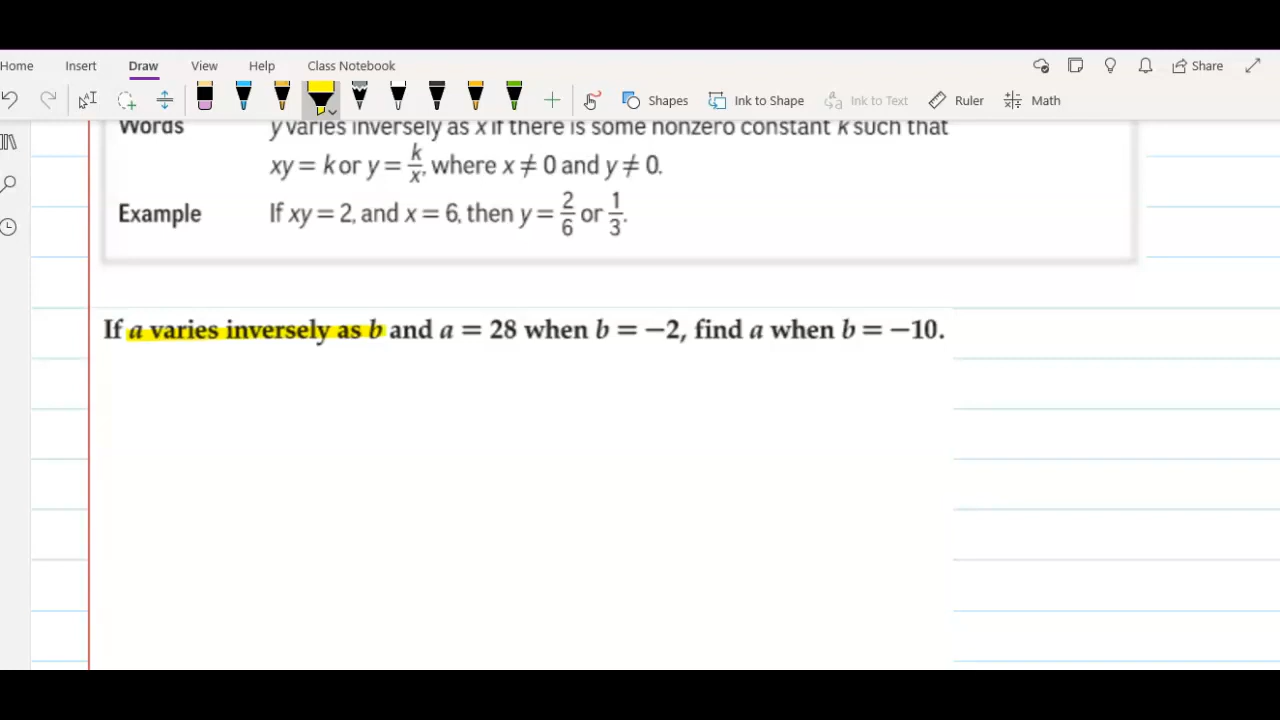 Home Insert Draw View Help Class Notebook Share
Shapes Ink to Shape Ink to Text Ruler Math
Words y varies inversely as x if there is some nonzero constant k such that
xy = k or y = k/x, where x ≠ 0 and y ≠ 0.
Example If xy = 2, and x = 6, then y = 2/6 or 1/3.
If a varies inversely as b and a = 28 when b = −2, find a when b = −10.